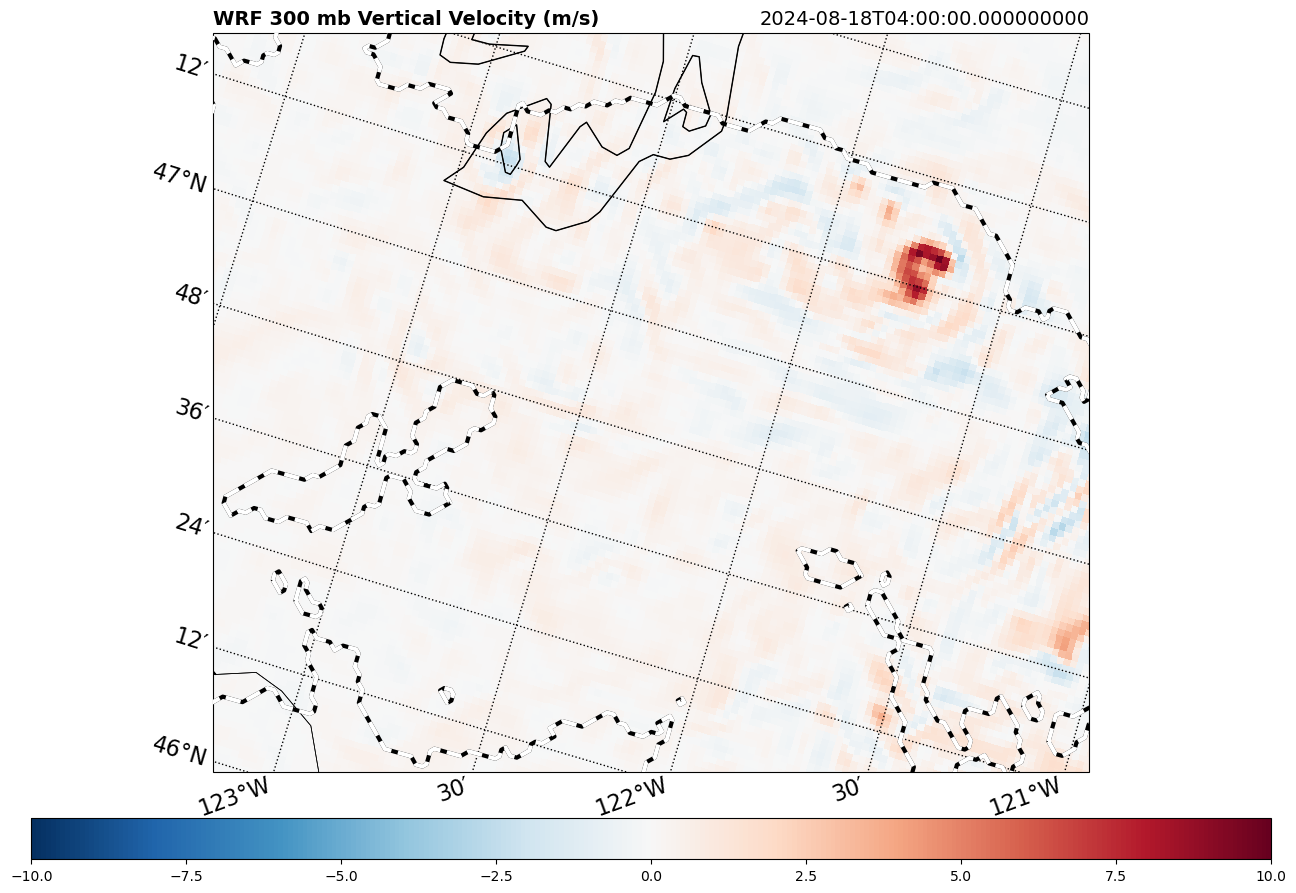 WRF 300 mb Vertical Velocity (m/s) 2024-08-18T04:00:00.000000000
12′
47°N
48′
36′
24′
12′
46°N
123°W 30′ 122°W 30′ 121°W
−10.0 −7.5 −5.0 −2.5 0.0 2.5 5.0 7.5 10.0